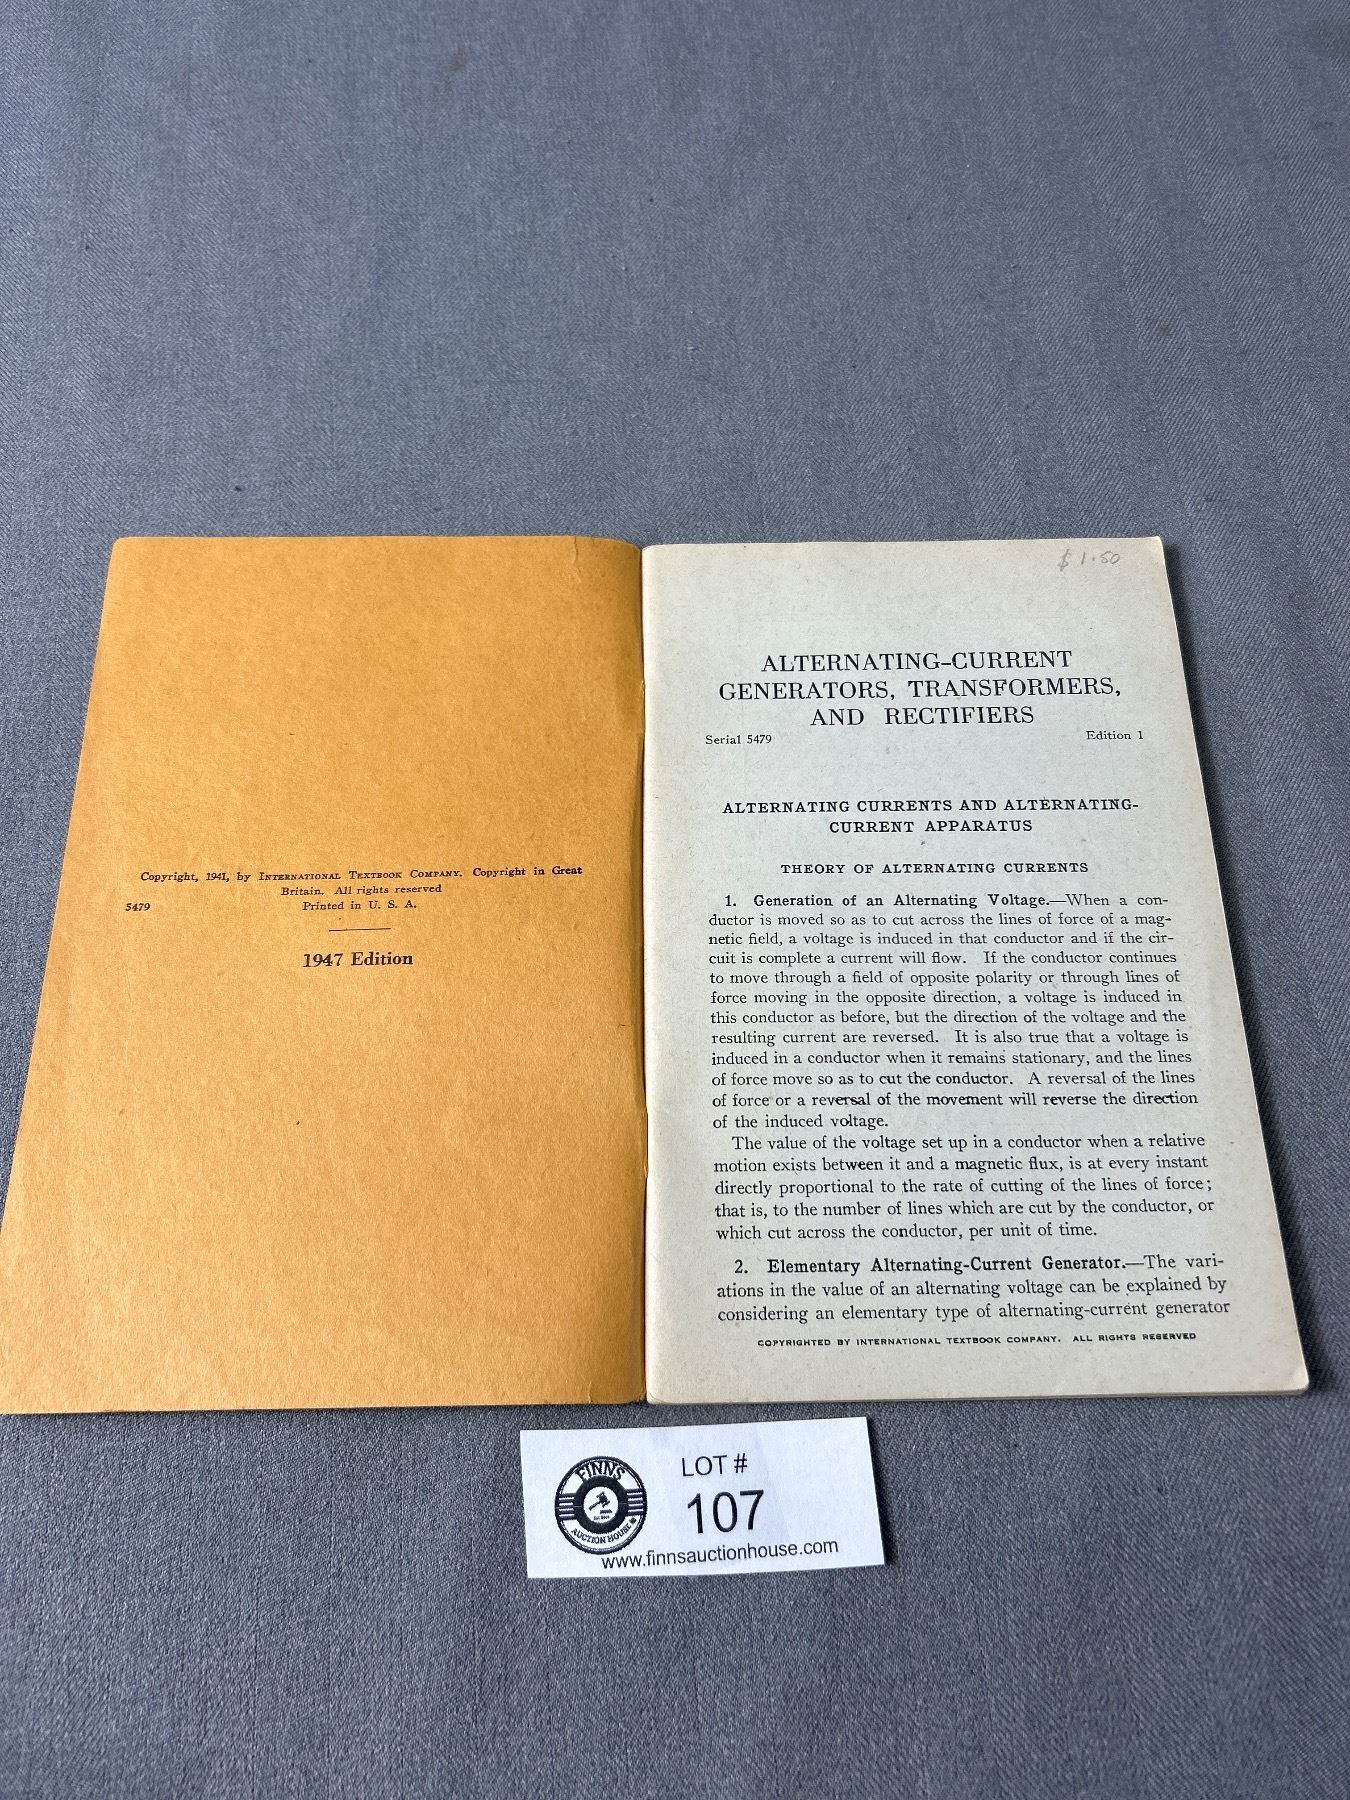 Copyright, 1941, by INTERNATIONAL TEXTBOOK COMPANY. Copyright in Great
Britain. All rights reserved
5479 Printed in U. S. A.
1947 Edition
$1.50
ALTERNATING-CURRENT
GENERATORS, TRANSFORMERS,
AND RECTIFIERS
Serial 5479 Edition 1
ALTERNATING CURRENTS AND ALTERNATING-
CURRENT APPARATUS
THEORY OF ALTERNATING CURRENTS
1. Generation of an Alternating Voltage.—When a con-
ductor is moved so as to cut across the lines of force of a mag-
netic field, a voltage is induced in that conductor and if the cir-
cuit is complete a current will flow. If the conductor continues
to move through a field of opposite polarity or through lines of
force moving in the opposite direction, a voltage is induced in
this conductor as before, but the direction of the voltage and the
resulting current are reversed. It is also true that a voltage is
induced in a conductor when it remains stationary, and the lines
of force move so as to cut the conductor. A reversal of the lines
of force or a reversal of the movement will reverse the direction
of the induced voltage.
The value of the voltage set up in a conductor when a relative
motion exists between it and a magnetic flux, is at every instant
directly proportional to the rate of cutting of the lines of force;
that is, to the number of lines which are cut by the conductor, or
which cut across the conductor, per unit of time.
2. Elementary Alternating-Current Generator.—The vari-
ations in the value of an alternating voltage can be explained by
considering an elementary type of alternating-current generator
COPYRIGHTED BY INTERNATIONAL TEXTBOOK COMPANY. ALL RIGHTS RESERVED
FINNS
AUCTION HOUSE
LOT #
107
www.finnsauctionhouse.com